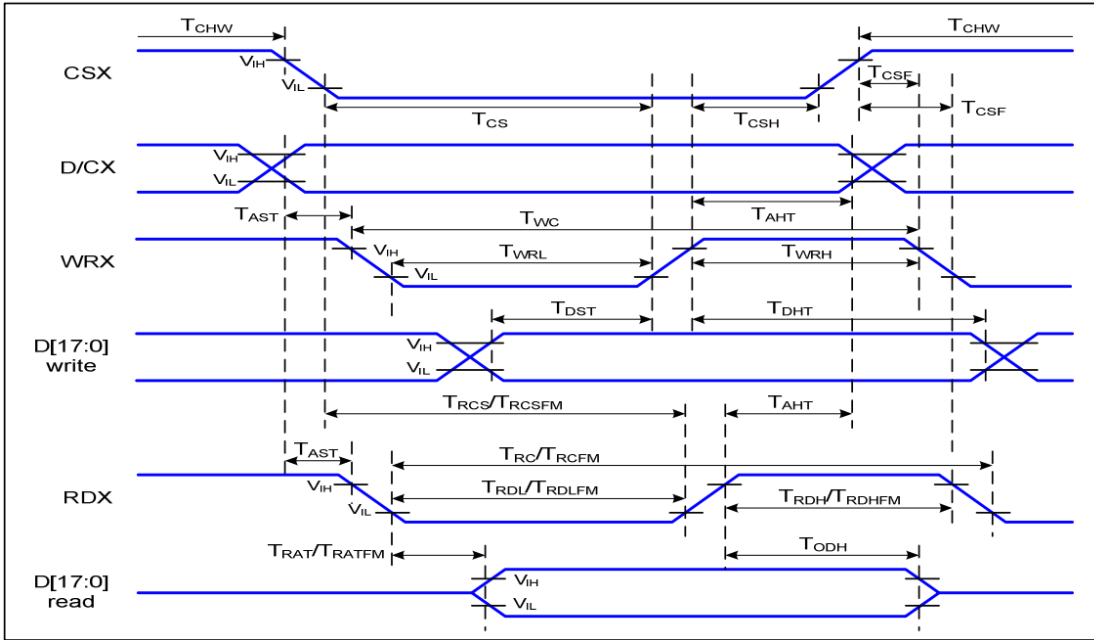 TCHW TCHW
CSX VIH VIL TCSF
TCS TCSH TCSF
D/CX VIH VIL
TAST TWC TAHT
WRX VIH VIL TWRL TWRH
TDST TDHT
D[17:0] write VIH VIL
TRCS/TRCSFM TAHT
TAST TRC/TRCFM
RDX VIH VIL TRDL/TRDLFM TRDH/TRDHFM
TRAT/TRATFM TODH
D[17:0] read VIH VIL